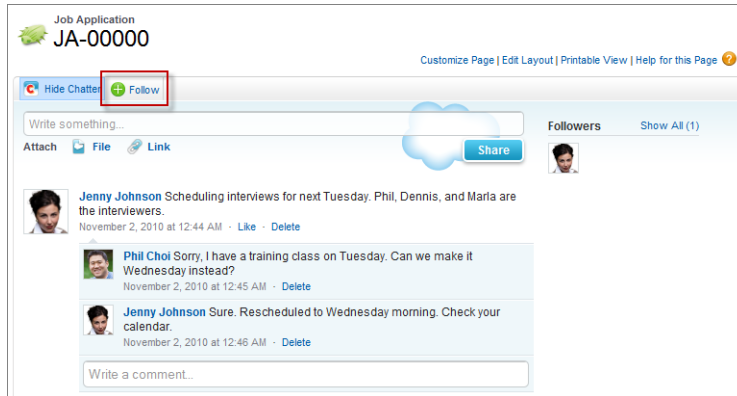 Job Application
JA-00000
Customize Page | Edit Layout | Printable View | Help for this Page ?
Hide Chatter Follow
Write something...
Attach File Link
Share
Followers Show All (1)
Jenny Johnson Scheduling interviews for next Tuesday. Phil, Dennis, and Marla are
the interviewers.
November 2, 2010 at 12:44 AM · Like · Delete
Phil Choi Sorry, I have a training class on Tuesday. Can we make it
Wednesday instead?
November 2, 2010 at 12:45 AM · Delete
Jenny Johnson Sure. Rescheduled to Wednesday morning. Check your
calendar.
November 2, 2010 at 12:46 AM · Delete
Write a comment...